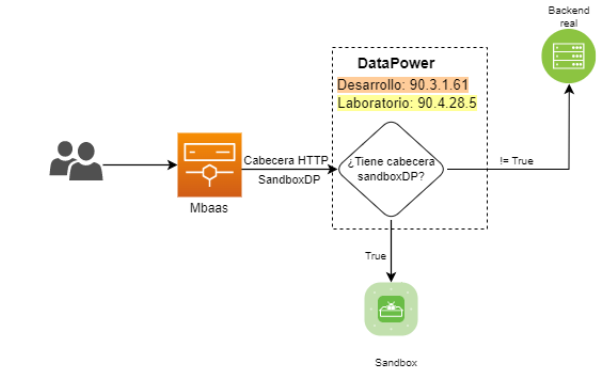 Backend
real
DataPower
Desarrollo: 90.3.1.61
Laboratorio: 90.4.28.5
Cabecera HTTP
SandboxDP
¿Tiene cabecera
sandboxDP?
!= True
Mbaas
True
Sandbox